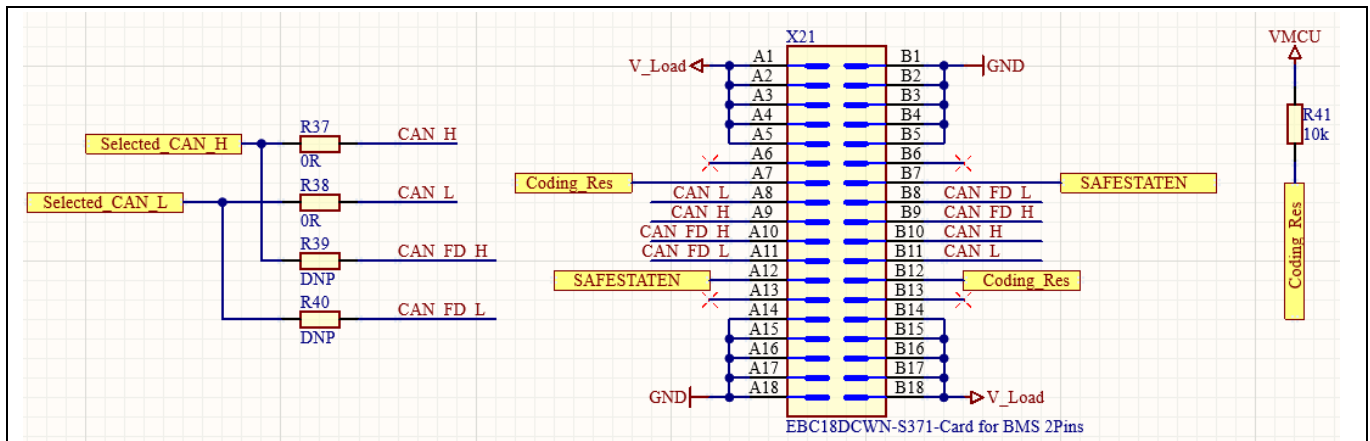 X21
VMCU
V_Load
A1
B1
GND
A2
B2
A3
B3
A4
B4
A5
B5
A6
B6
Coding_Res
A7
B7
SAFESTATEN
CAN_L
A8
B8
CAN_FD_L
CAN_H
A9
B9
CAN_FD_H
CAN_FD_H
A10
B10
CAN_H
CAN_FD_L
A11
B11
CAN_L
SAFESTATEN
A12
B12
Coding_Res
A13
B13
A14
B14
A15
B15
A16
B16
A17
B17
GND
A18
B18
V_Load
EBC18DCWN-S371-Card for BMS 2Pins
Selected_CAN_H
R37
0R
CAN_H
Selected_CAN_L
R38
0R
CAN_L
R39
DNP
CAN_FD_H
R40
DNP
CAN_FD_L
R41
10k
Coding_Res